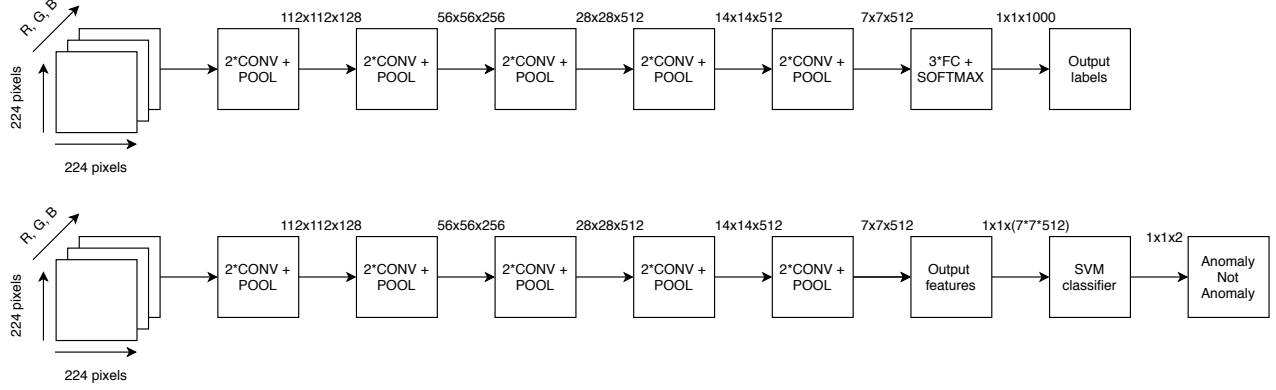 R, G, B
224 pixels
224 pixels
112x112x128
56x56x256
28x28x512
14x14x512
7x7x512
1x1x1000
2*CONV +
POOL
2*CONV +
POOL
2*CONV +
POOL
2*CONV +
POOL
2*CONV +
POOL
3*FC +
SOFTMAX
Output
labels
R, G, B
224 pixels
224 pixels
112x112x128
56x56x256
28x28x512
14x14x512
7x7x512
1x1x(7*7*512)
1x1x2
2*CONV +
POOL
2*CONV +
POOL
2*CONV +
POOL
2*CONV +
POOL
2*CONV +
POOL
Output
features
SVM
classifier
Anomaly
Not
Anomaly